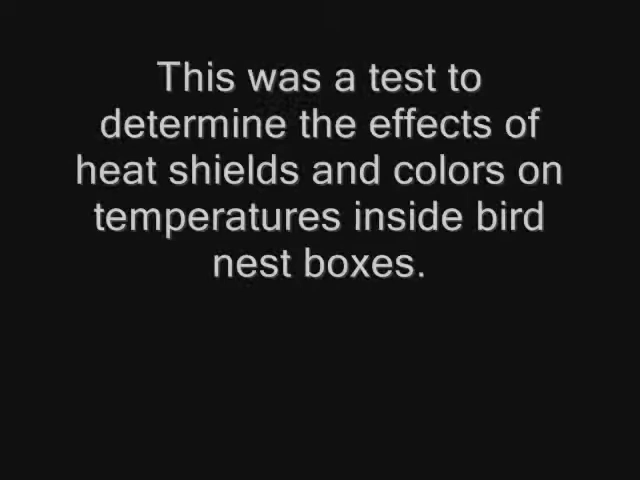 This was a test to
determine the effects of
heat shields and colors on
temperatures inside bird
nest boxes.